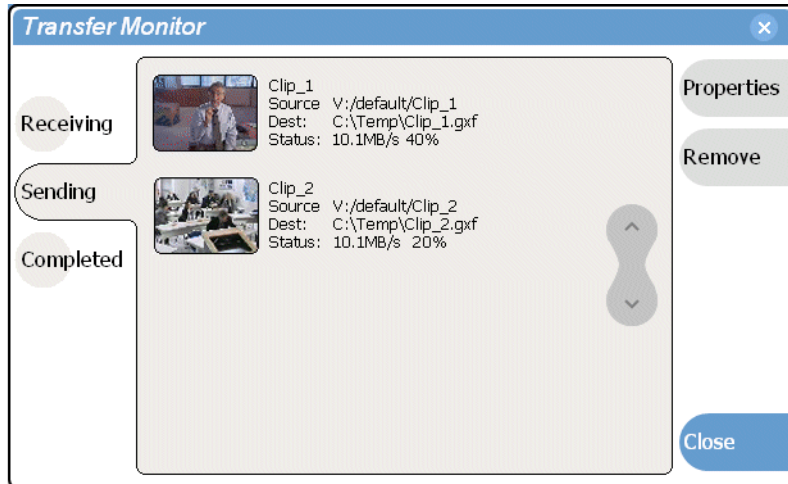 Transfer Monitor
Receiving
Sending
Completed
Clip_1
Source V:/default/Clip_1
Dest: C:\Temp\Clip_1.gxf
Status: 10.1MB/s 40%
Clip_2
Source V:/default/Clip_2
Dest: C:\Temp\Clip_2.gxf
Status: 10.1MB/s 20%
Properties
Remove
Close